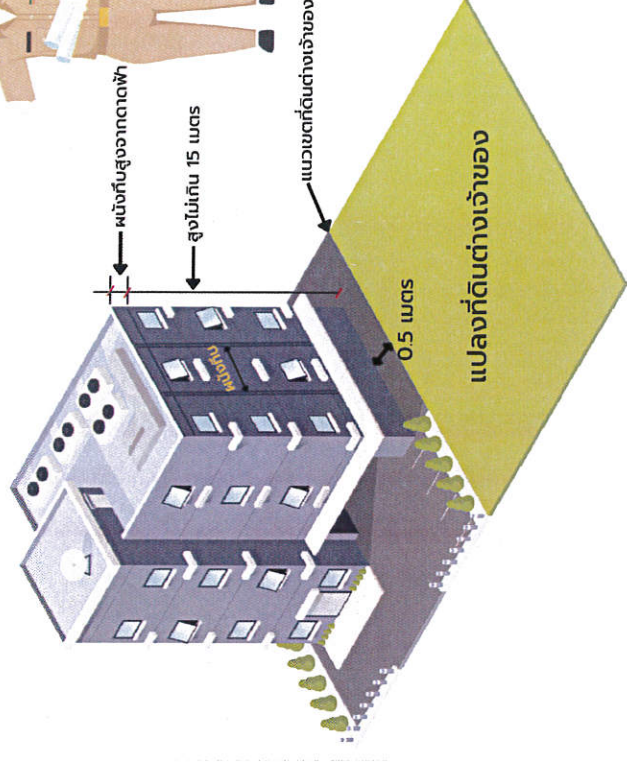 ผนังทึบสูงจากดาดฟ้า
สูงไม่เกิน 15 เมตร
แนวเขตที่ดินต่างเจ้าของ
ผนังทึบ
0.5 เมตร
แปลงที่ดินต่างเจ้าของ